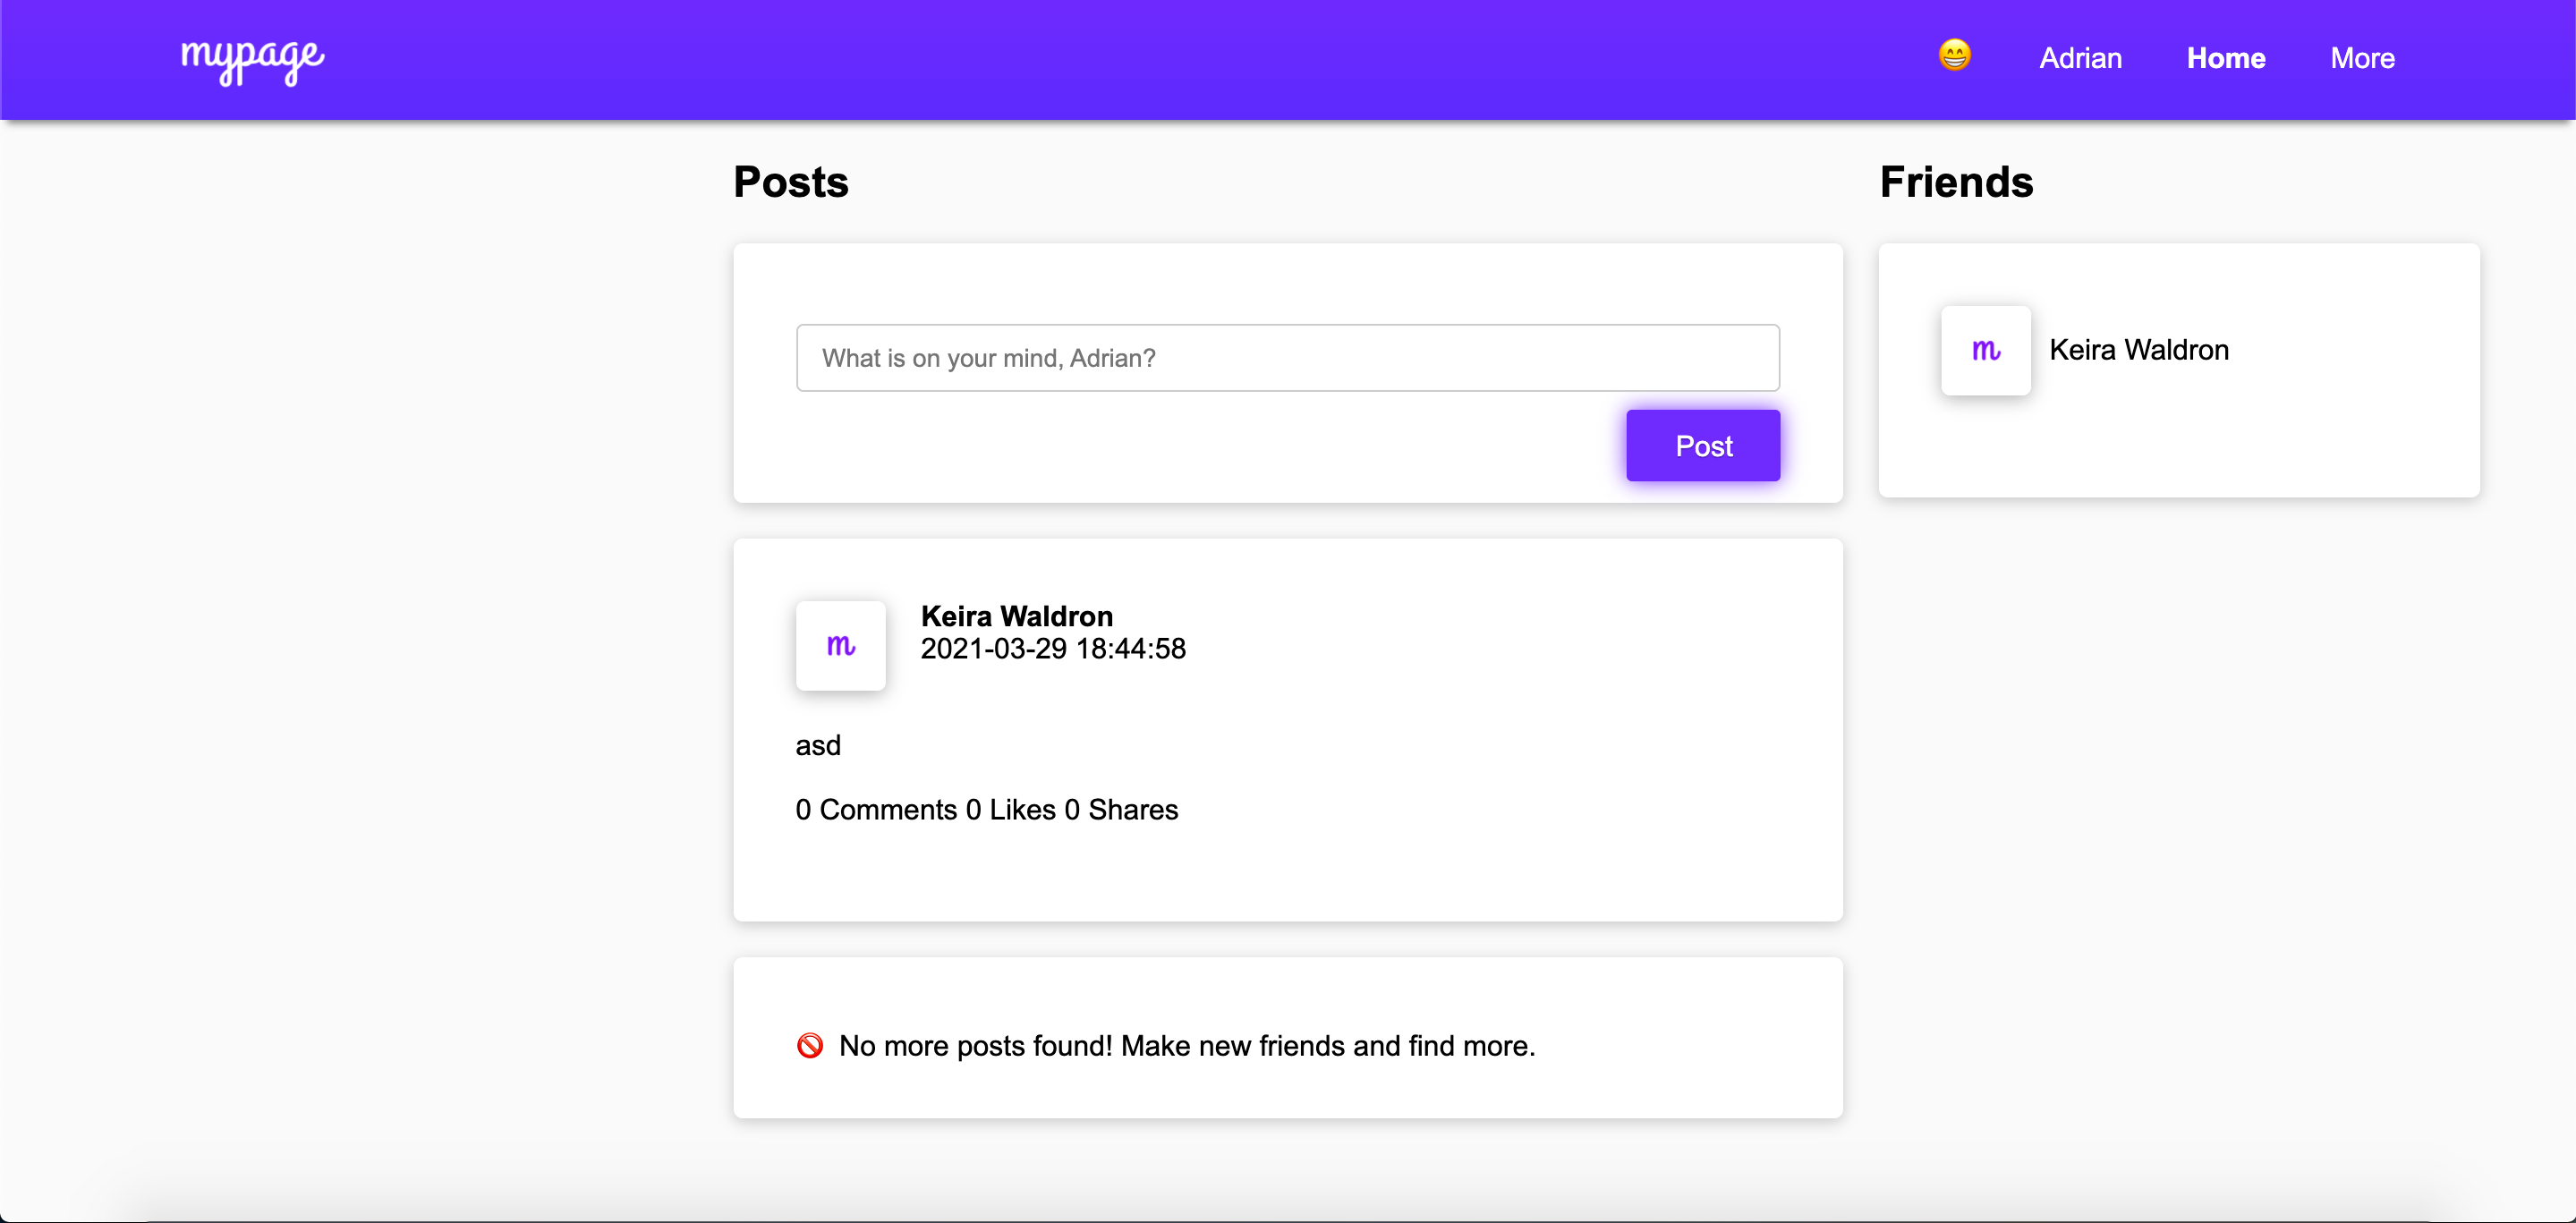 mypage
😁 Adrian Home More
Posts
Friends
What is on your mind, Adrian?
Post
m Keira Waldron
m
Keira Waldron
2021-03-29 18:44:58
asd
0 Comments 0 Likes 0 Shares
🚫 No more posts found! Make new friends and find more.